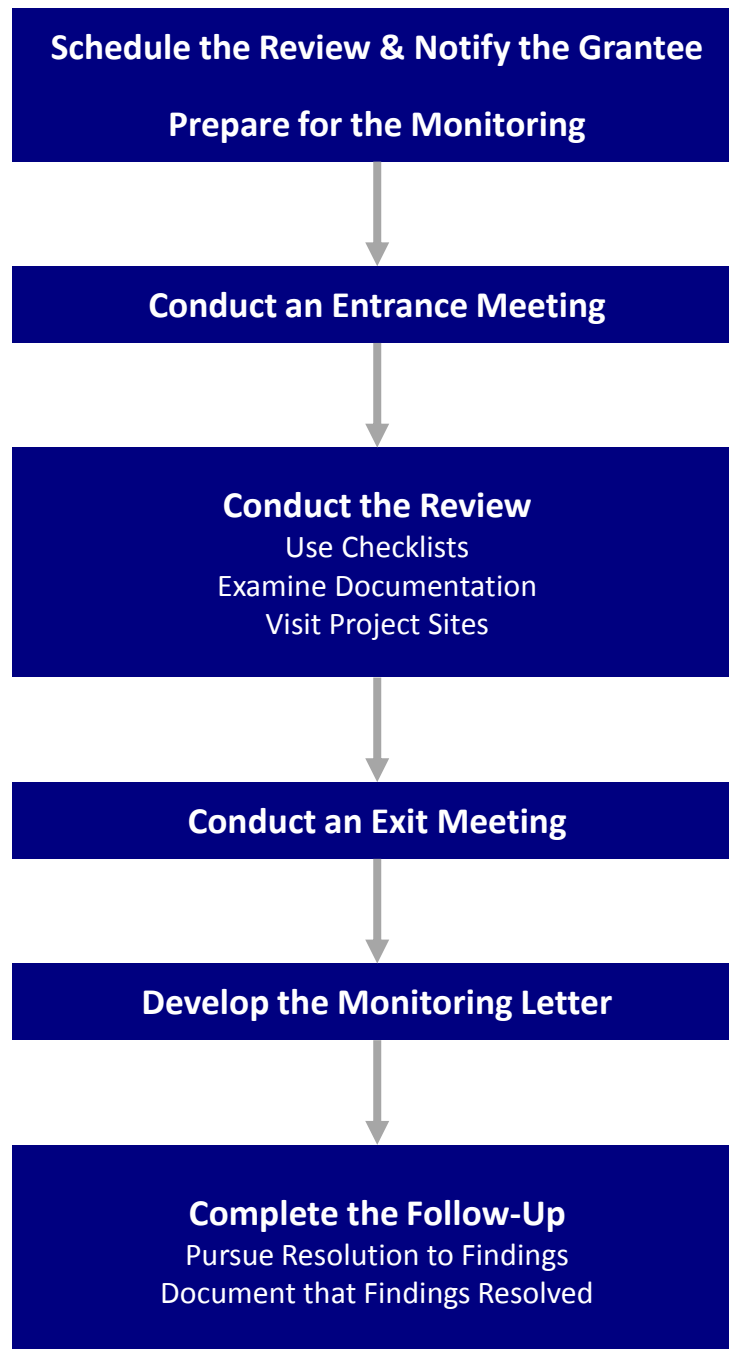 Schedule the Review & Notify the Grantee
Prepare for the Monitoring
Conduct an Entrance Meeting
Conduct the Review
Use Checklists
Examine Documentation
Visit Project Sites
Conduct an Exit Meeting
Develop the Monitoring Letter
Complete the Follow-Up
Pursue Resolution to Findings
Document that Findings Resolved